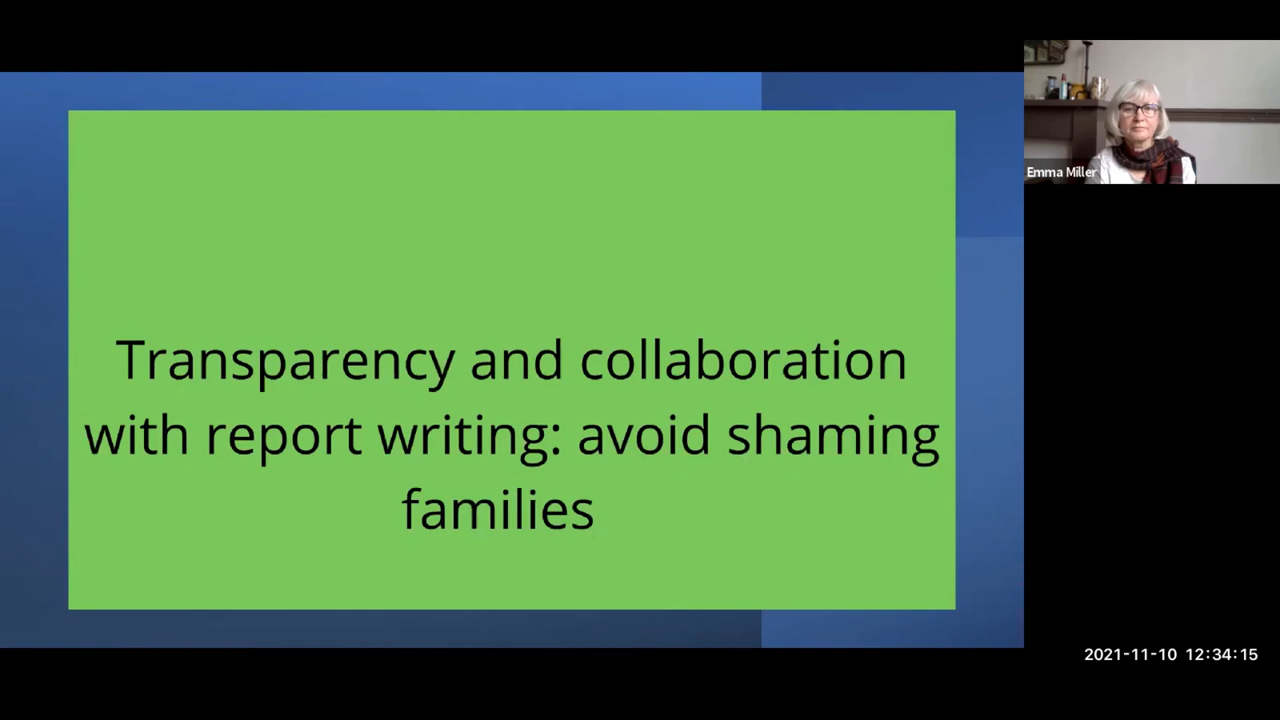 Transparency and collaboration
with report writing: avoid shaming
families
Emma Miller
2021-11-10 12:34:15